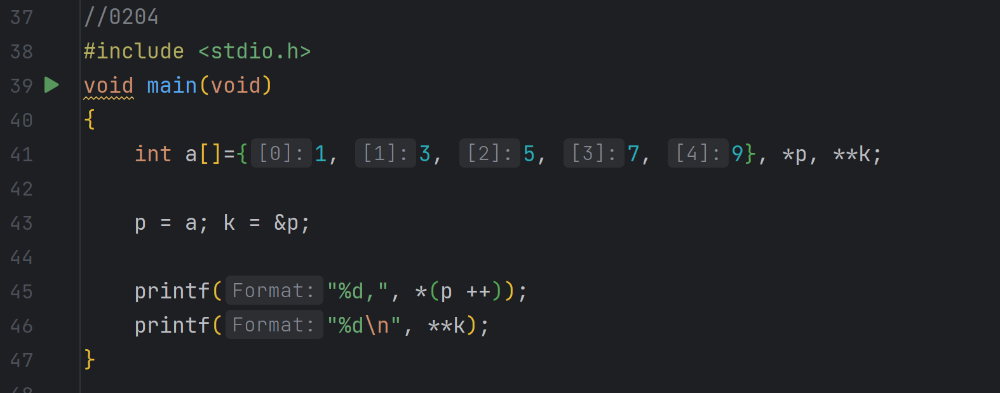 37 //0204
38 #include <stdio.h>
39 void main(void)
40 {
41 int a[]={[0]:1, [1]:3, [2]:5, [3]:7, [4]:9}, *p, **k;
42
43 p = a; k = &p;
44
45 printf(Format:"%d,", *(p ++));
46 printf(Format:"%d\n", **k);
47 }
48